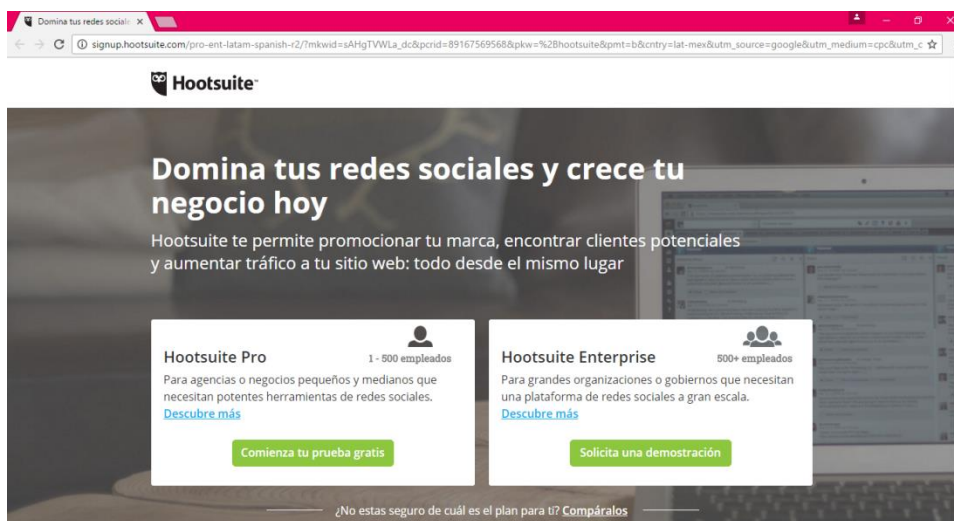 Domina tus redes sociale
signup.hootsuite.com/pro-ent-latam-spanish-r2/?mkwid=sAHgTVWLa_dc&pcrid=89167569568&pkw=%2Bhootsuite&pmt=b&cntry=lat-mex&utm_source=google&utm_medium=cpc&utm_c
Hootsuite™
Domina tus redes sociales y crece tu
negocio hoy
Hootsuite te permite promocionar tu marca, encontrar clientes potenciales
y aumentar tráfico a tu sitio web: todo desde el mismo lugar
Hootsuite Pro
1 - 500 empleados
Para agencias o negocios pequeños y medianos que
necesitan potentes herramientas de redes sociales.
Descubre más
Comienza tu prueba gratis
Hootsuite Enterprise
500+ empleados
Para grandes organizaciones o gobiernos que necesitan
una plataforma de redes sociales a gran escala.
Descubre más
Solicita una demostración
¿No estas seguro de cuál es el plan para ti? Compáralos